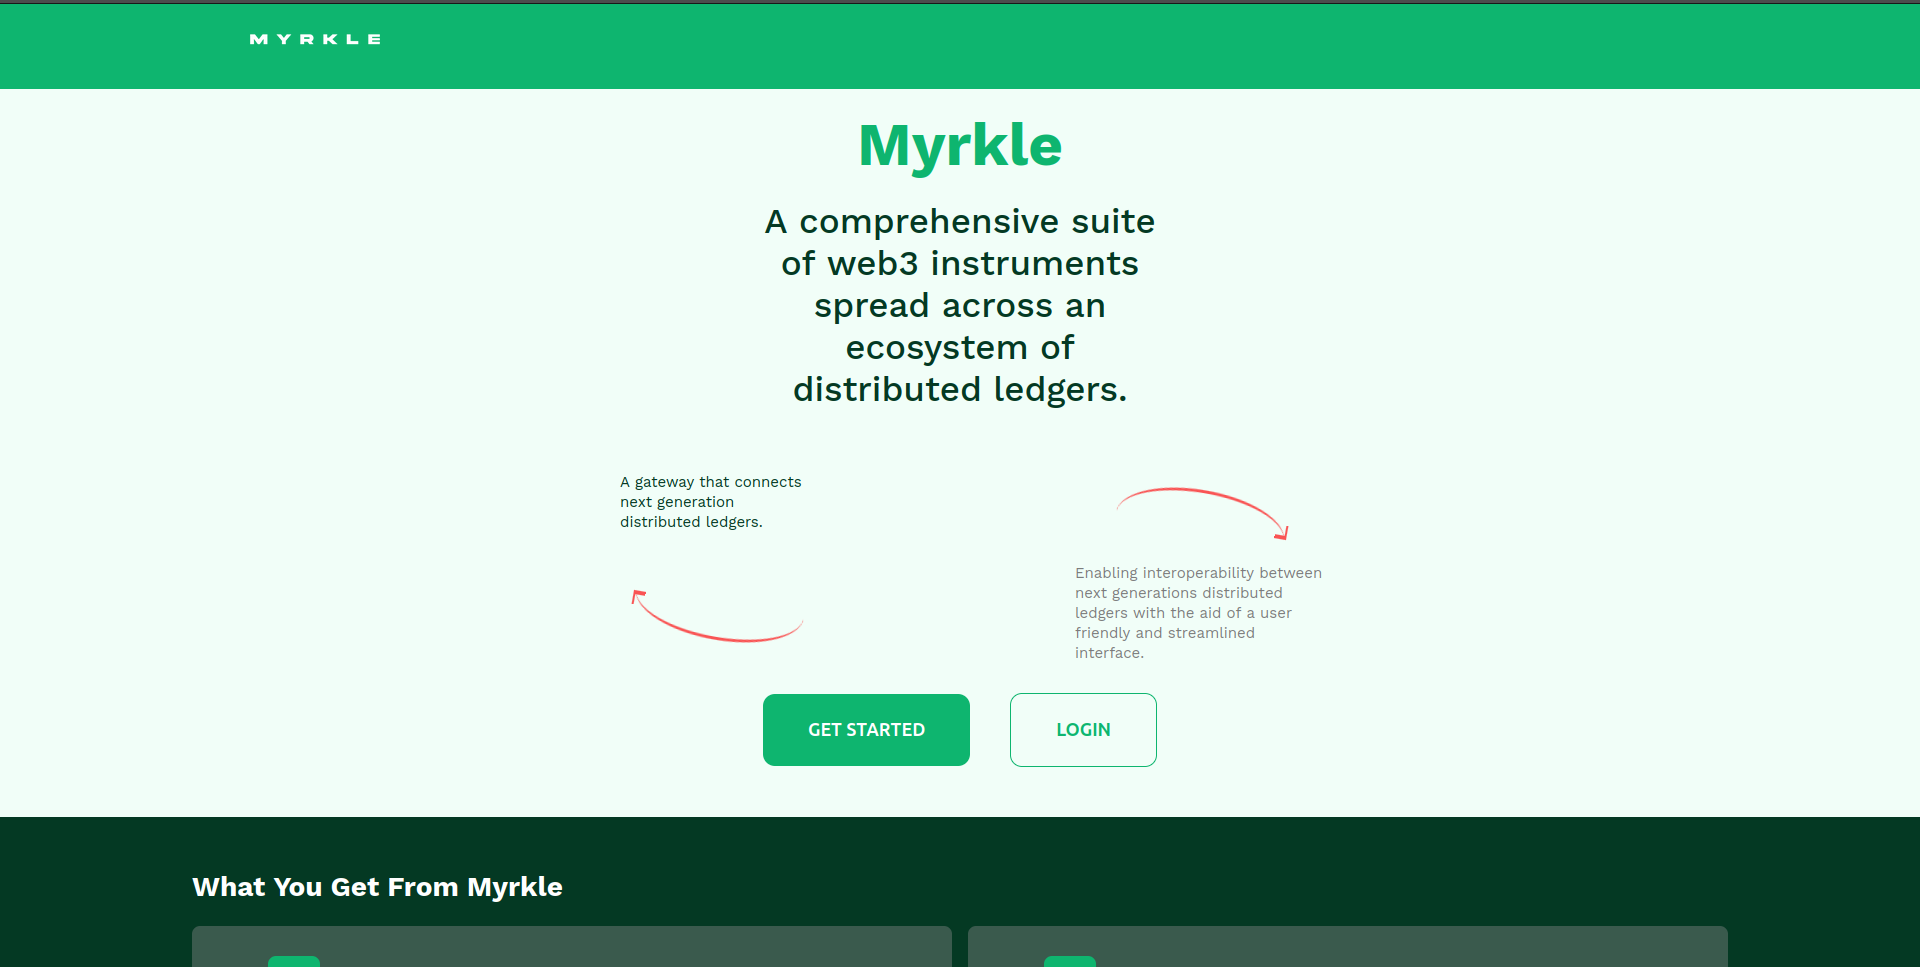 MYRKLE
Myrkle
A comprehensive suite
of web3 instruments
spread across an
ecosystem of
distributed ledgers.
A gateway that connects
next generation
distributed ledgers.
Enabling interoperability between
next generations distributed
ledgers with the aid of a user
friendly and streamlined
interface.
GET STARTED
LOGIN
What You Get From Myrkle